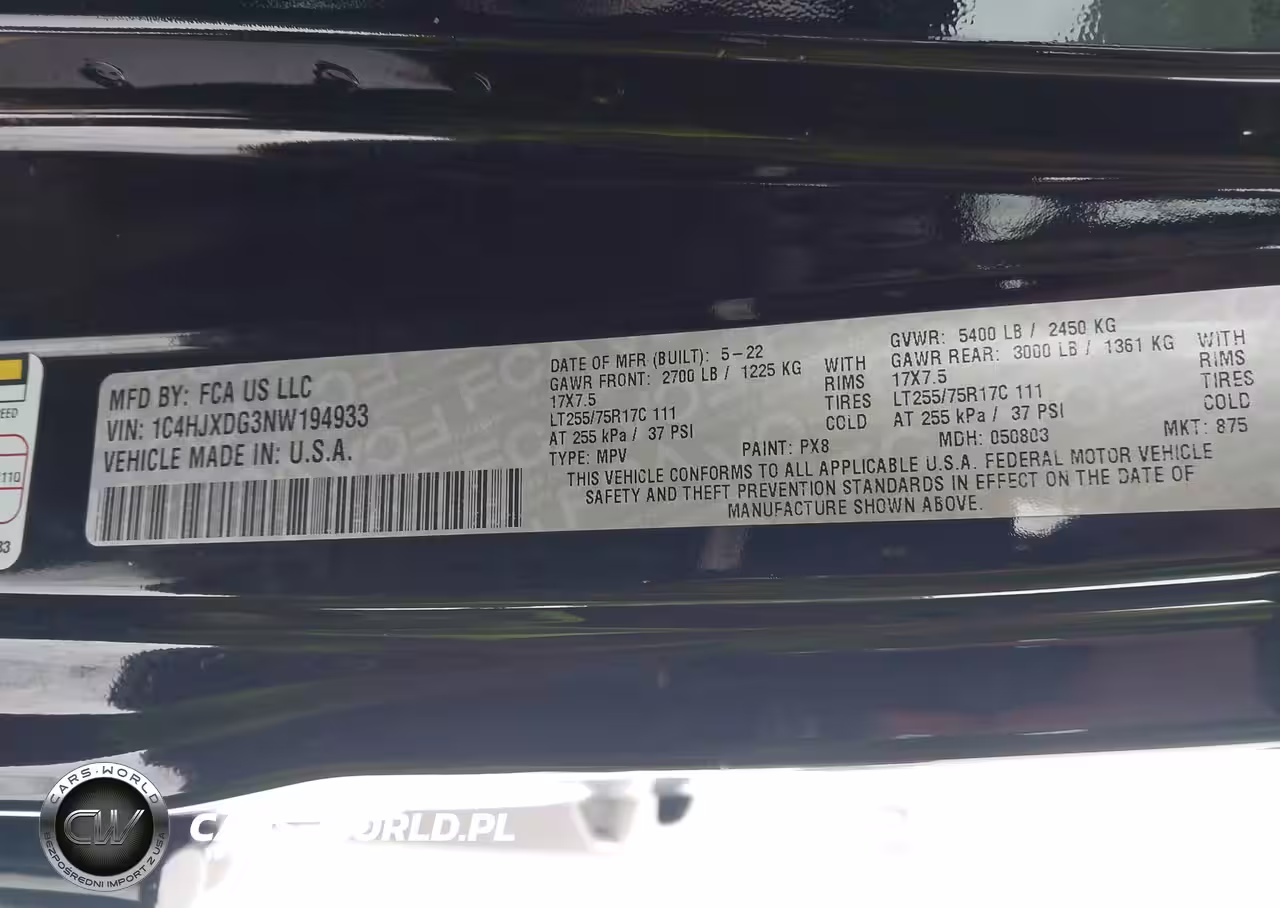 MFD BY: FCA US LLC
VIN: 1C4HJXDG3NW194933
VEHICLE MADE IN: U.S.A.
DATE OF MFR (BUILT): 5-22
GAWR FRONT: 2700 LB / 1225 KG WITH
17X7.5 RIMS
LT255/75R17C 111 TIRES
AT 255 kPa / 37 PSI COLD
GVWR: 5400 LB / 2450 KG
GAWR REAR: 3000 LB / 1361 KG WITH
17X7.5 RIMS
LT255/75R17C 111 TIRES
AT 255 kPa / 37 PSI COLD
TYPE: MPV PAINT: PX8 MDH: 050803 MKT: 875
THIS VEHICLE CONFORMS TO ALL APPLICABLE U.S.A. FEDERAL MOTOR VEHICLE
SAFETY AND THEFT PREVENTION STANDARDS IN EFFECT ON THE DATE OF
MANUFACTURE SHOWN ABOVE.
CARS-WORLD
CW
BEZPOŚREDNI IMPORT Z USA
CARS-WORLD.PL